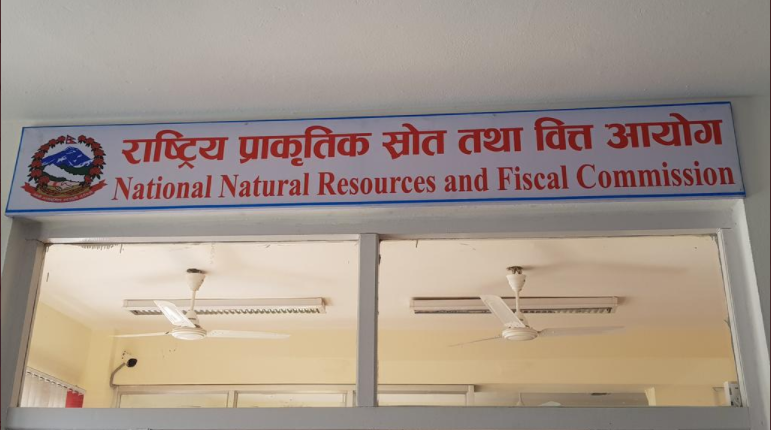 राष्ट्रिय प्राकृतिक स्रोत तथा वित्त आयोग
National Natural Resources and Fiscal Commission